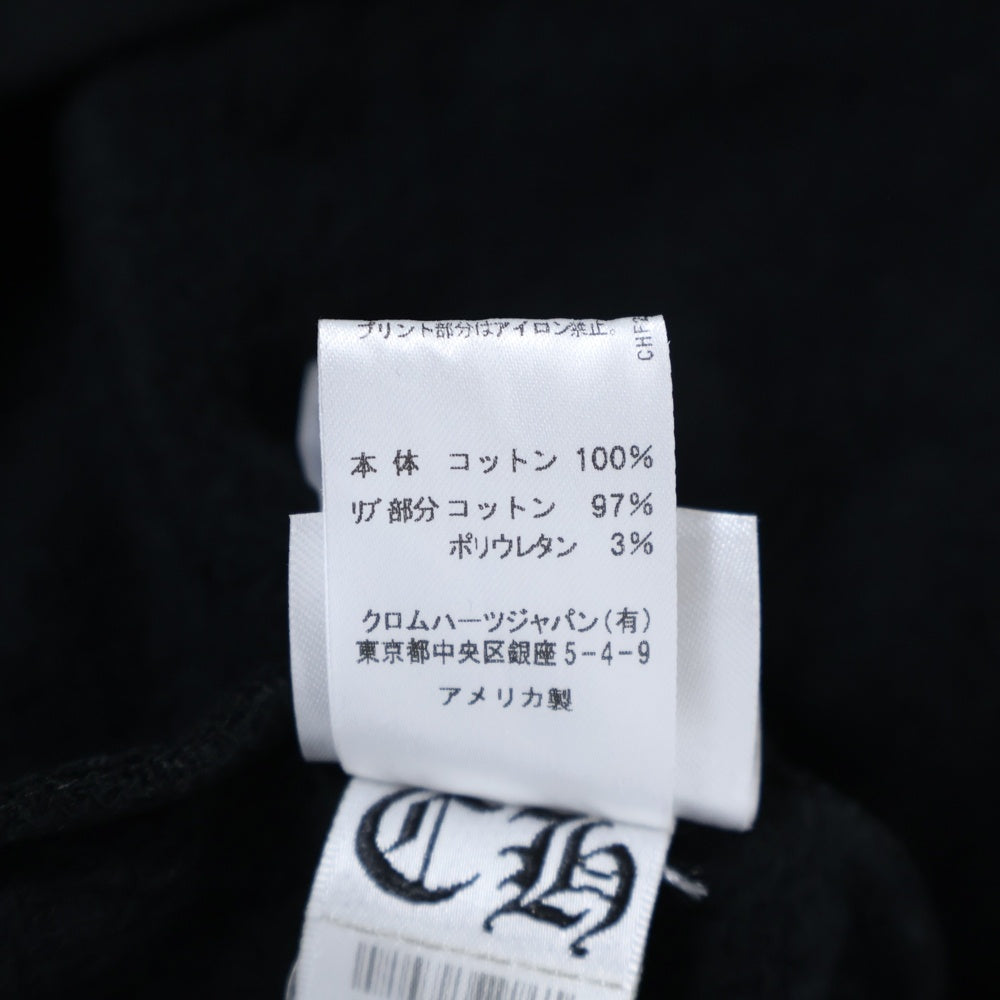 プリント部分はアイロン禁止。
CHF2
本体 コットン 100%
リブ部分 コットン 97%
ポリウレタン 3%
クロムハーツジャパン(有)
東京都中央区銀座5-4-9
アメリカ製
CH